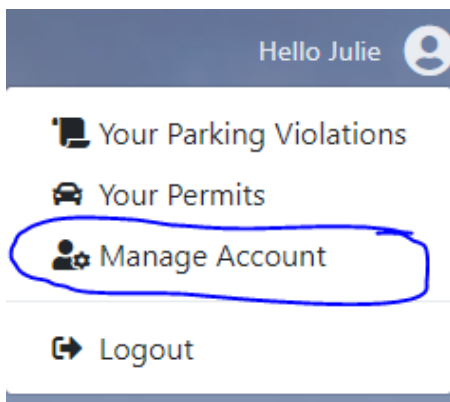 Hello Julie
Your Parking Violations
Your Permits
Manage Account
Logout